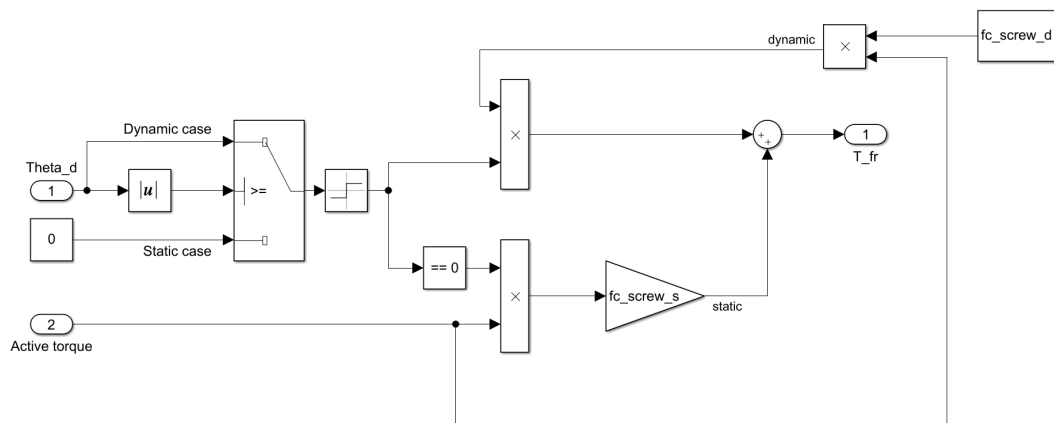 dynamic
×
fc_screw_d
Dynamic case
Theta_d
1
|u|
>=
0
Static case
×
+
+
1
T_fr
== 0
×
fc_screw_s
static
2
Active torque